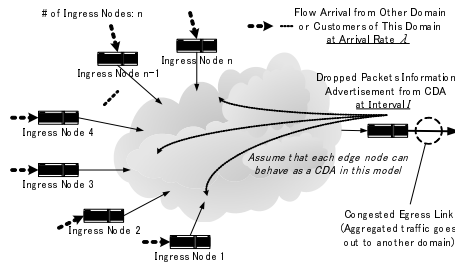 # of Ingress Nodes: n
Flow Arrival from Other Domain
or Customers of This Domain
at Arrival Rate λ
Ingress Node n
Ingress Node n-1
Dropped Packets Information
Advertisement from CDA
at Interval I
Ingress Node 4
Assume that each edge node can
behave as a CDA in this model
Ingress Node 3
Ingress Node 2
Ingress Node 1
Congested Egress Link
(Aggregated traffic goes
out to another domain)